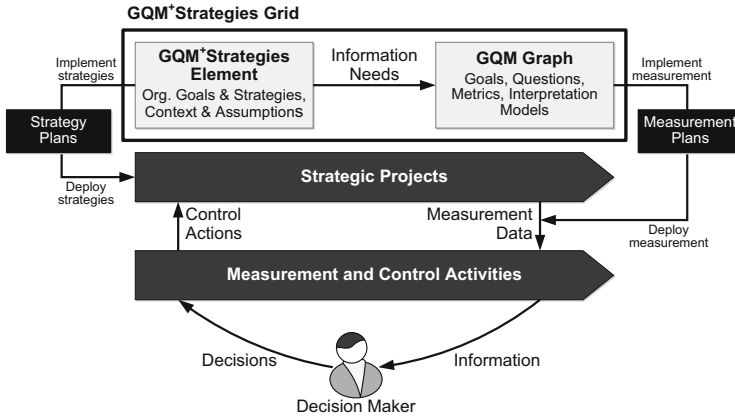 GQM⁺Strategies Grid
GQM⁺Strategies
Element
Org. Goals & Strategies,
Context & Assumptions
Information
Needs
GQM Graph
Goals, Questions,
Metrics, Interpretation
Models
Implement
strategies
Implement
measurement
Strategy
Plans
Measurement
Plans
Deploy
strategies
Strategic Projects
Deploy
measurement
Control
Actions
Measurement
Data
Measurement and Control Activities
Decisions
Information
Decision Maker